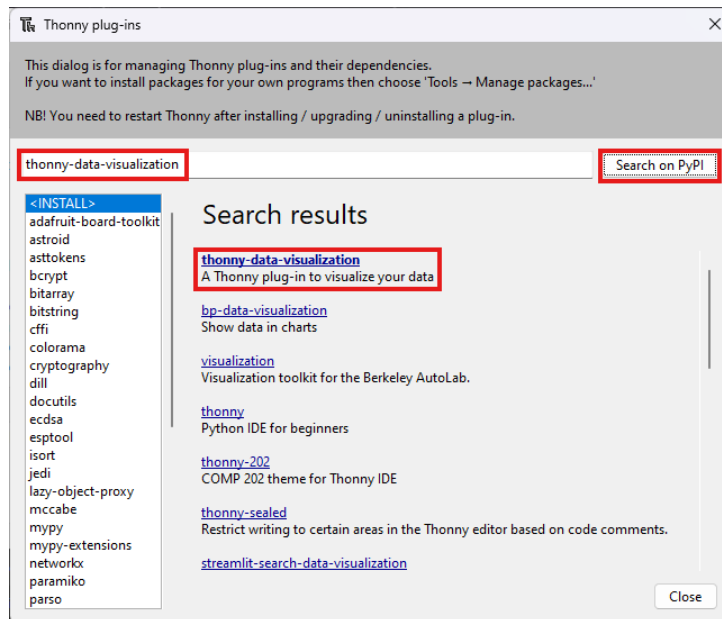 Thonny plug-ins
This dialog is for managing Thonny plug-ins and their dependencies.
If you want to install packages for your own programs then choose 'Tools → Manage packages...'
NB! You need to restart Thonny after installing / upgrading / uninstalling a plug-in.
thonny-data-visualization
Search on PyPI
<INSTALL>
adafruit-board-toolkit
astroid
asttokens
bcrypt
bitarray
bitstring
cffi
colorama
cryptography
dill
docutils
ecdsa
esptool
isort
jedi
lazy-object-proxy
mccabe
mypy
mypy-extensions
networkx
paramiko
parso
Search results
thonny-data-visualization
A Thonny plug-in to visualize your data
bp-data-visualization
Show data in charts
visualization
Visualization toolkit for the Berkeley AutoLab.
thonny
Python IDE for beginners
thonny-202
COMP 202 theme for Thonny IDE
thonny-sealed
Restrict writing to certain areas in the Thonny editor based on code comments.
streamlit-search-data-visualization
Close